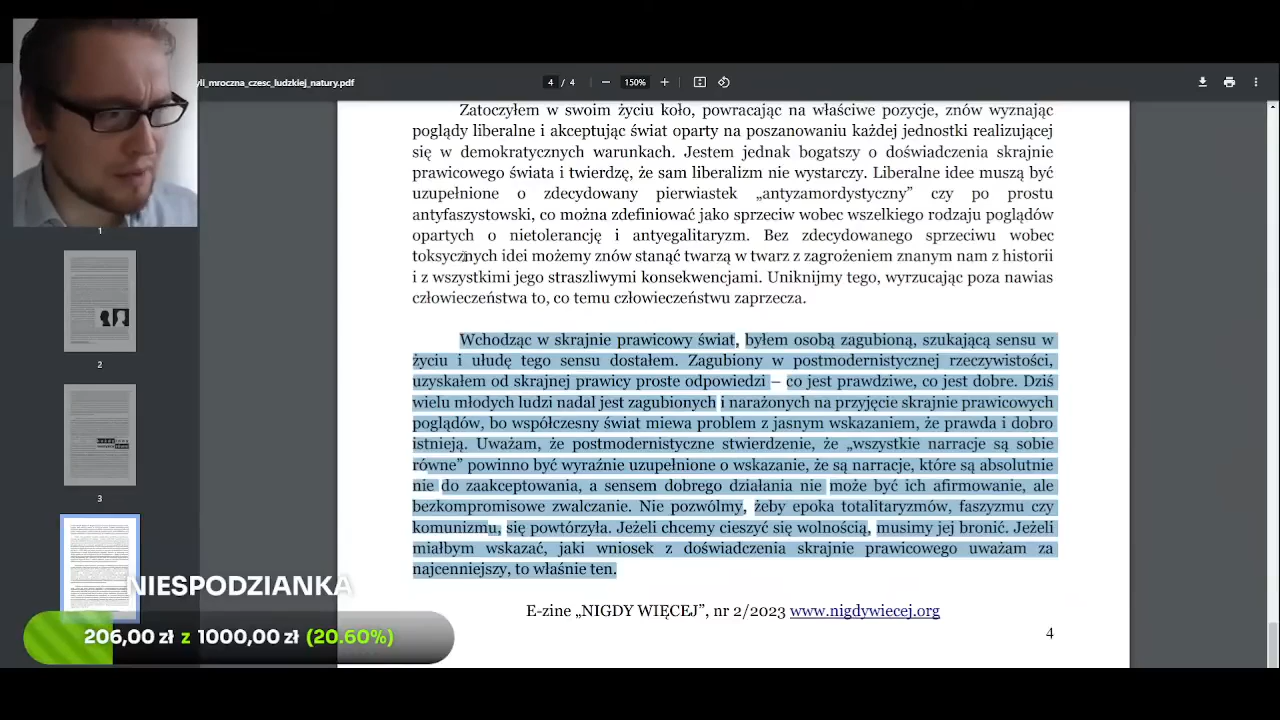 yli_mroczna_czesc_ludzkiej_natury.pdf
4 / 4
150%
Zatoczyłem w swoim życiu koło, powracając na właściwe pozycje, znów wyznając
poglądy liberalne i akceptując świat oparty na poszanowaniu każdej jednostki realizującej
się w demokratycznych warunkach. Jestem jednak bogatszy o doświadczenia skrajnie
prawicowego świata i twierdzę, że sam liberalizm nie wystarczy. Liberalne idee muszą być
uzupełnione o zdecydowany pierwiastek „antyzamordystyczny” czy po prostu
antyfaszystowski, co można zdefiniować jako sprzeciw wobec wszelkiego rodzaju poglądów
opartych o nietolerancję i antyegalitaryzm. Bez zdecydowanego sprzeciwu wobec
toksycznych idei możemy znów stanąć twarzą w twarz z zagrożeniem znanym nam z historii
i z wszystkimi jego straszliwymi konsekwencjami. Uniknijmy tego, wyrzucając poza nawias
człowieczeństwa to, co temu człowieczeństwu zaprzecza.
Wchodząc w skrajnie prawicowy świat, byłem osobą zagubioną, szukającą sensu w
życiu i ułudę tego sensu dostałem. Zagubiony w postmodernistycznej rzeczywistości,
uzyskałem od skrajnej prawicy proste odpowiedzi – co jest prawdziwe, co jest dobre. Dziś
wielu młodych ludzi nadal jest zagubionych i narażonych na przyjęcie skrajnie prawicowych
poglądów, bo współczesny świat miewa problem z jasnym wskazaniem, że prawda i dobro
istnieją. Uważam, że postmodernistyczne stwierdzenie, że „wszystkie narracje są sobie
równe” powinno być wyraźnie uzupełnione o wskazanie, że są narracje, które są absolutnie
nie do zaakceptowania, a sensem dobrego działania nie może być ich afirmowanie, ale
bezkompromisowe zwalczanie. Nie pozwólmy, żeby epoka totalitaryzmów, faszyzmu czy
komunizmu, się powtórzyła. Jeżeli chcemy cieszyć się wolnością, musimy jej bronić. Jeżeli
miałbym wskazać, jaki wniosek z doświadczenia skrajnie prawicowego uważam za
najcenniejszy, to właśnie ten.
E-zine „NIGDY WIĘCEJ”, nr 2/2023 www.nigdywiecej.org
4
1
2
3
NIESPODZIANKA
206,00 zł z 1000,00 zł (20.60%)